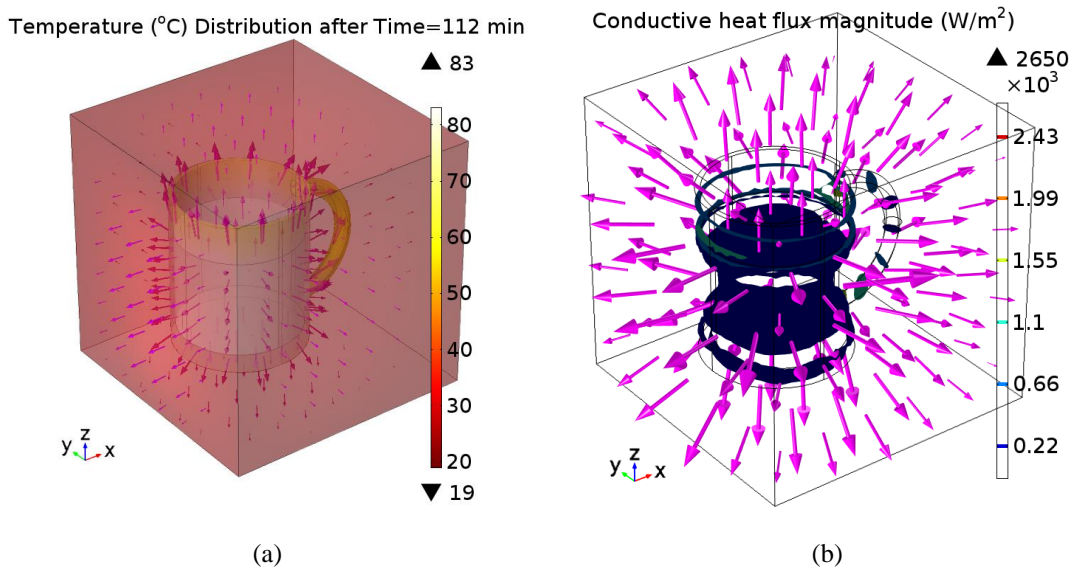 Temperature (°C) Distribution after Time=112 min
▲ 83
80
70
60
50
40
30
20
▼ 19
y z x
(a)
Conductive heat flux magnitude (W/m²)
▲ 2650
×10³
2.43
1.99
1.55
1.1
0.66
0.22
y z x
(b)